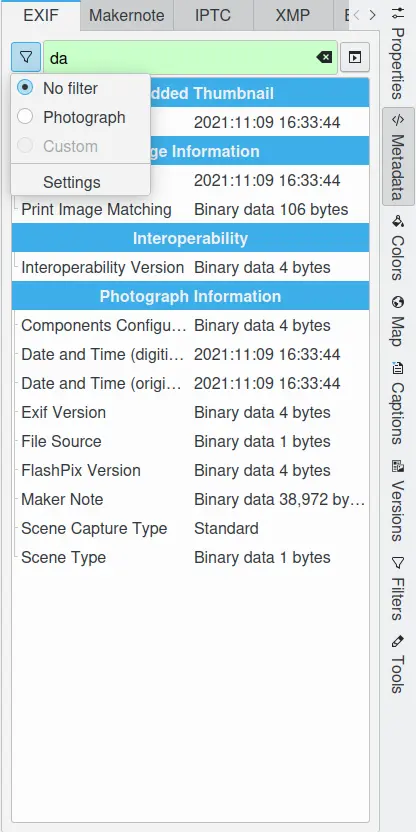 EXIF Makernote IPTC XMP
da
No filter
Photograph
Custom
Settings
dded Thumbnail
2021:11:09 16:33:44
ge Information
2021:11:09 16:33:44
Print Image Matching Binary data 106 bytes
Interoperability
Interoperability Version Binary data 4 bytes
Photograph Information
Components Configu… Binary data 4 bytes
Date and Time (digiti… 2021:11:09 16:33:44
Date and Time (origi… 2021:11:09 16:33:44
Exif Version Binary data 4 bytes
File Source Binary data 1 bytes
FlashPix Version Binary data 4 bytes
Maker Note Binary data 38,972 by…
Scene Capture Type Standard
Scene Type Binary data 1 bytes
Properties
Metadata
Colors
Map
Captions
Versions
Filters
Tools